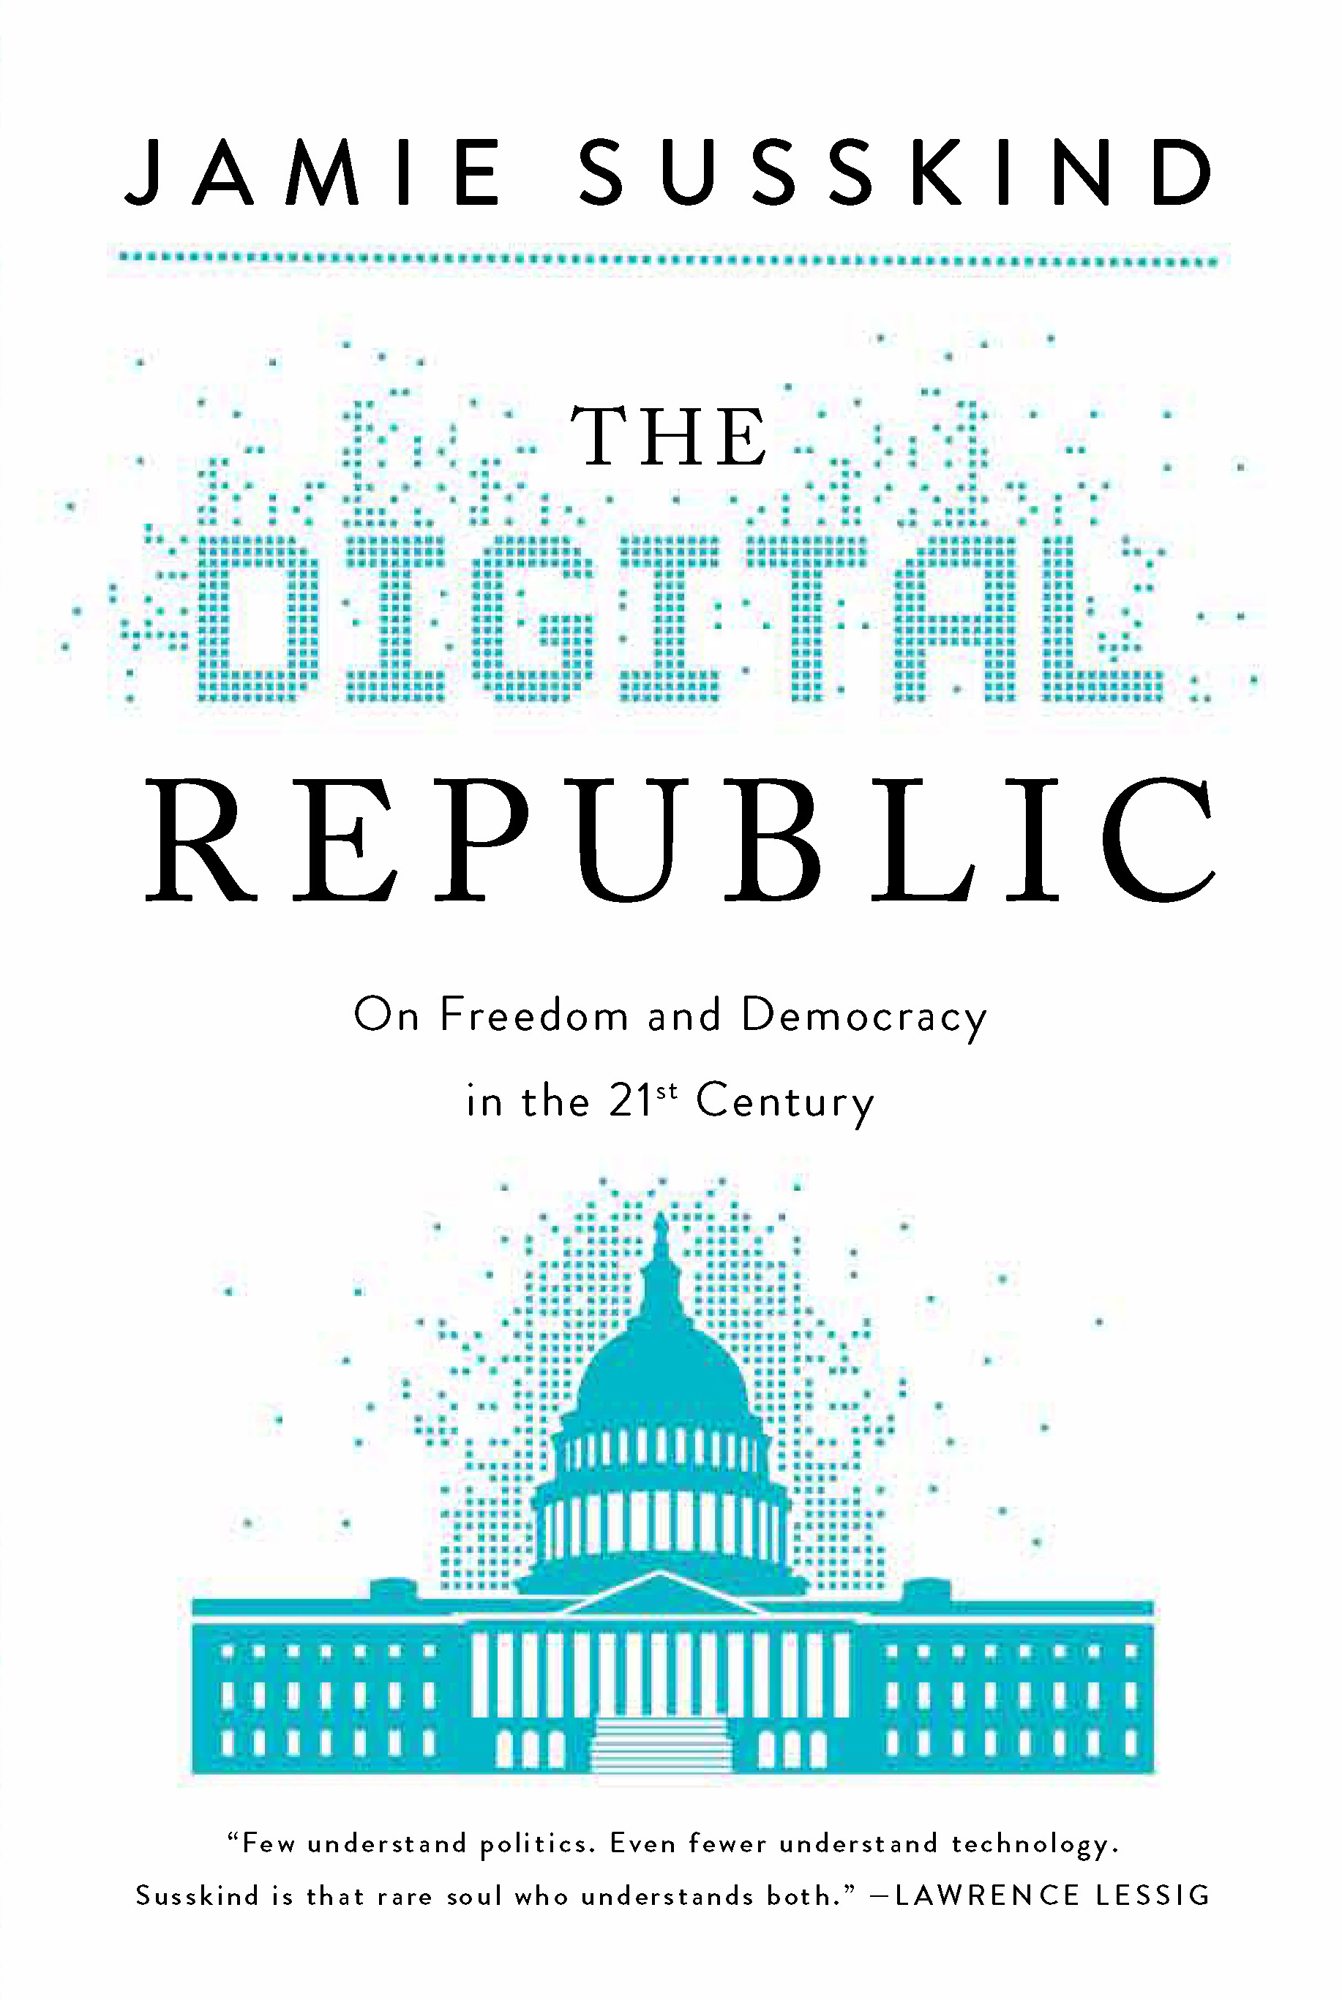 JAMIE SUSSKIND
THE
DIGITAL
REPUBLIC
On Freedom and Democracy
in the 21st Century
“Few understand politics. Even fewer understand technology.
Susskind is that rare soul who understands both.” —LAWRENCE LESSIG